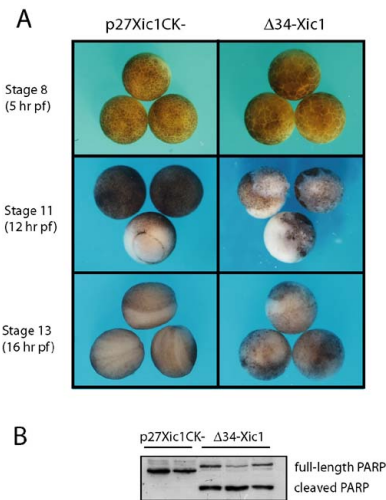 A
p27Xic1CK- Δ34-Xic1
Stage 8
(5 hr pf)
Stage 11
(12 hr pf)
Stage 13
(16 hr pf)
B
p27Xic1CK- Δ34-Xic1
full-length PARP
cleaved PARP